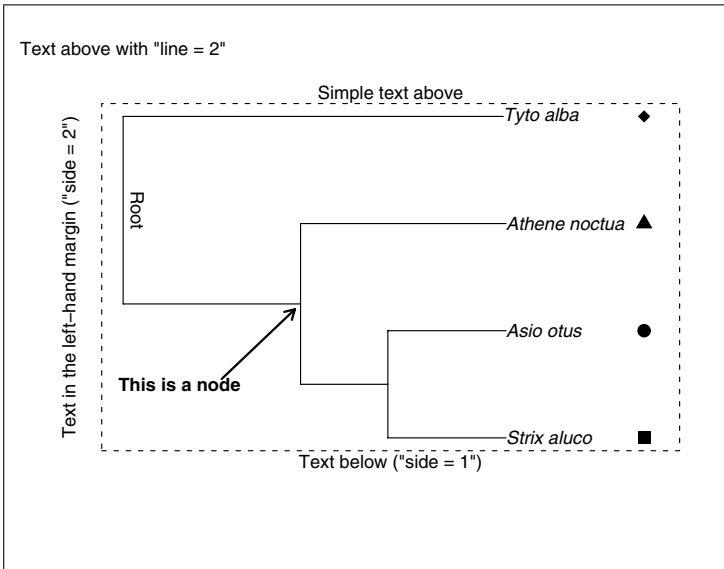 Text above with "line = 2"
Simple text above
Tyto alba
Text in the left−hand margin ("side = 2")
Root
Athene noctua
Asio otus
This is a node
Strix aluco
Text below ("side = 1")